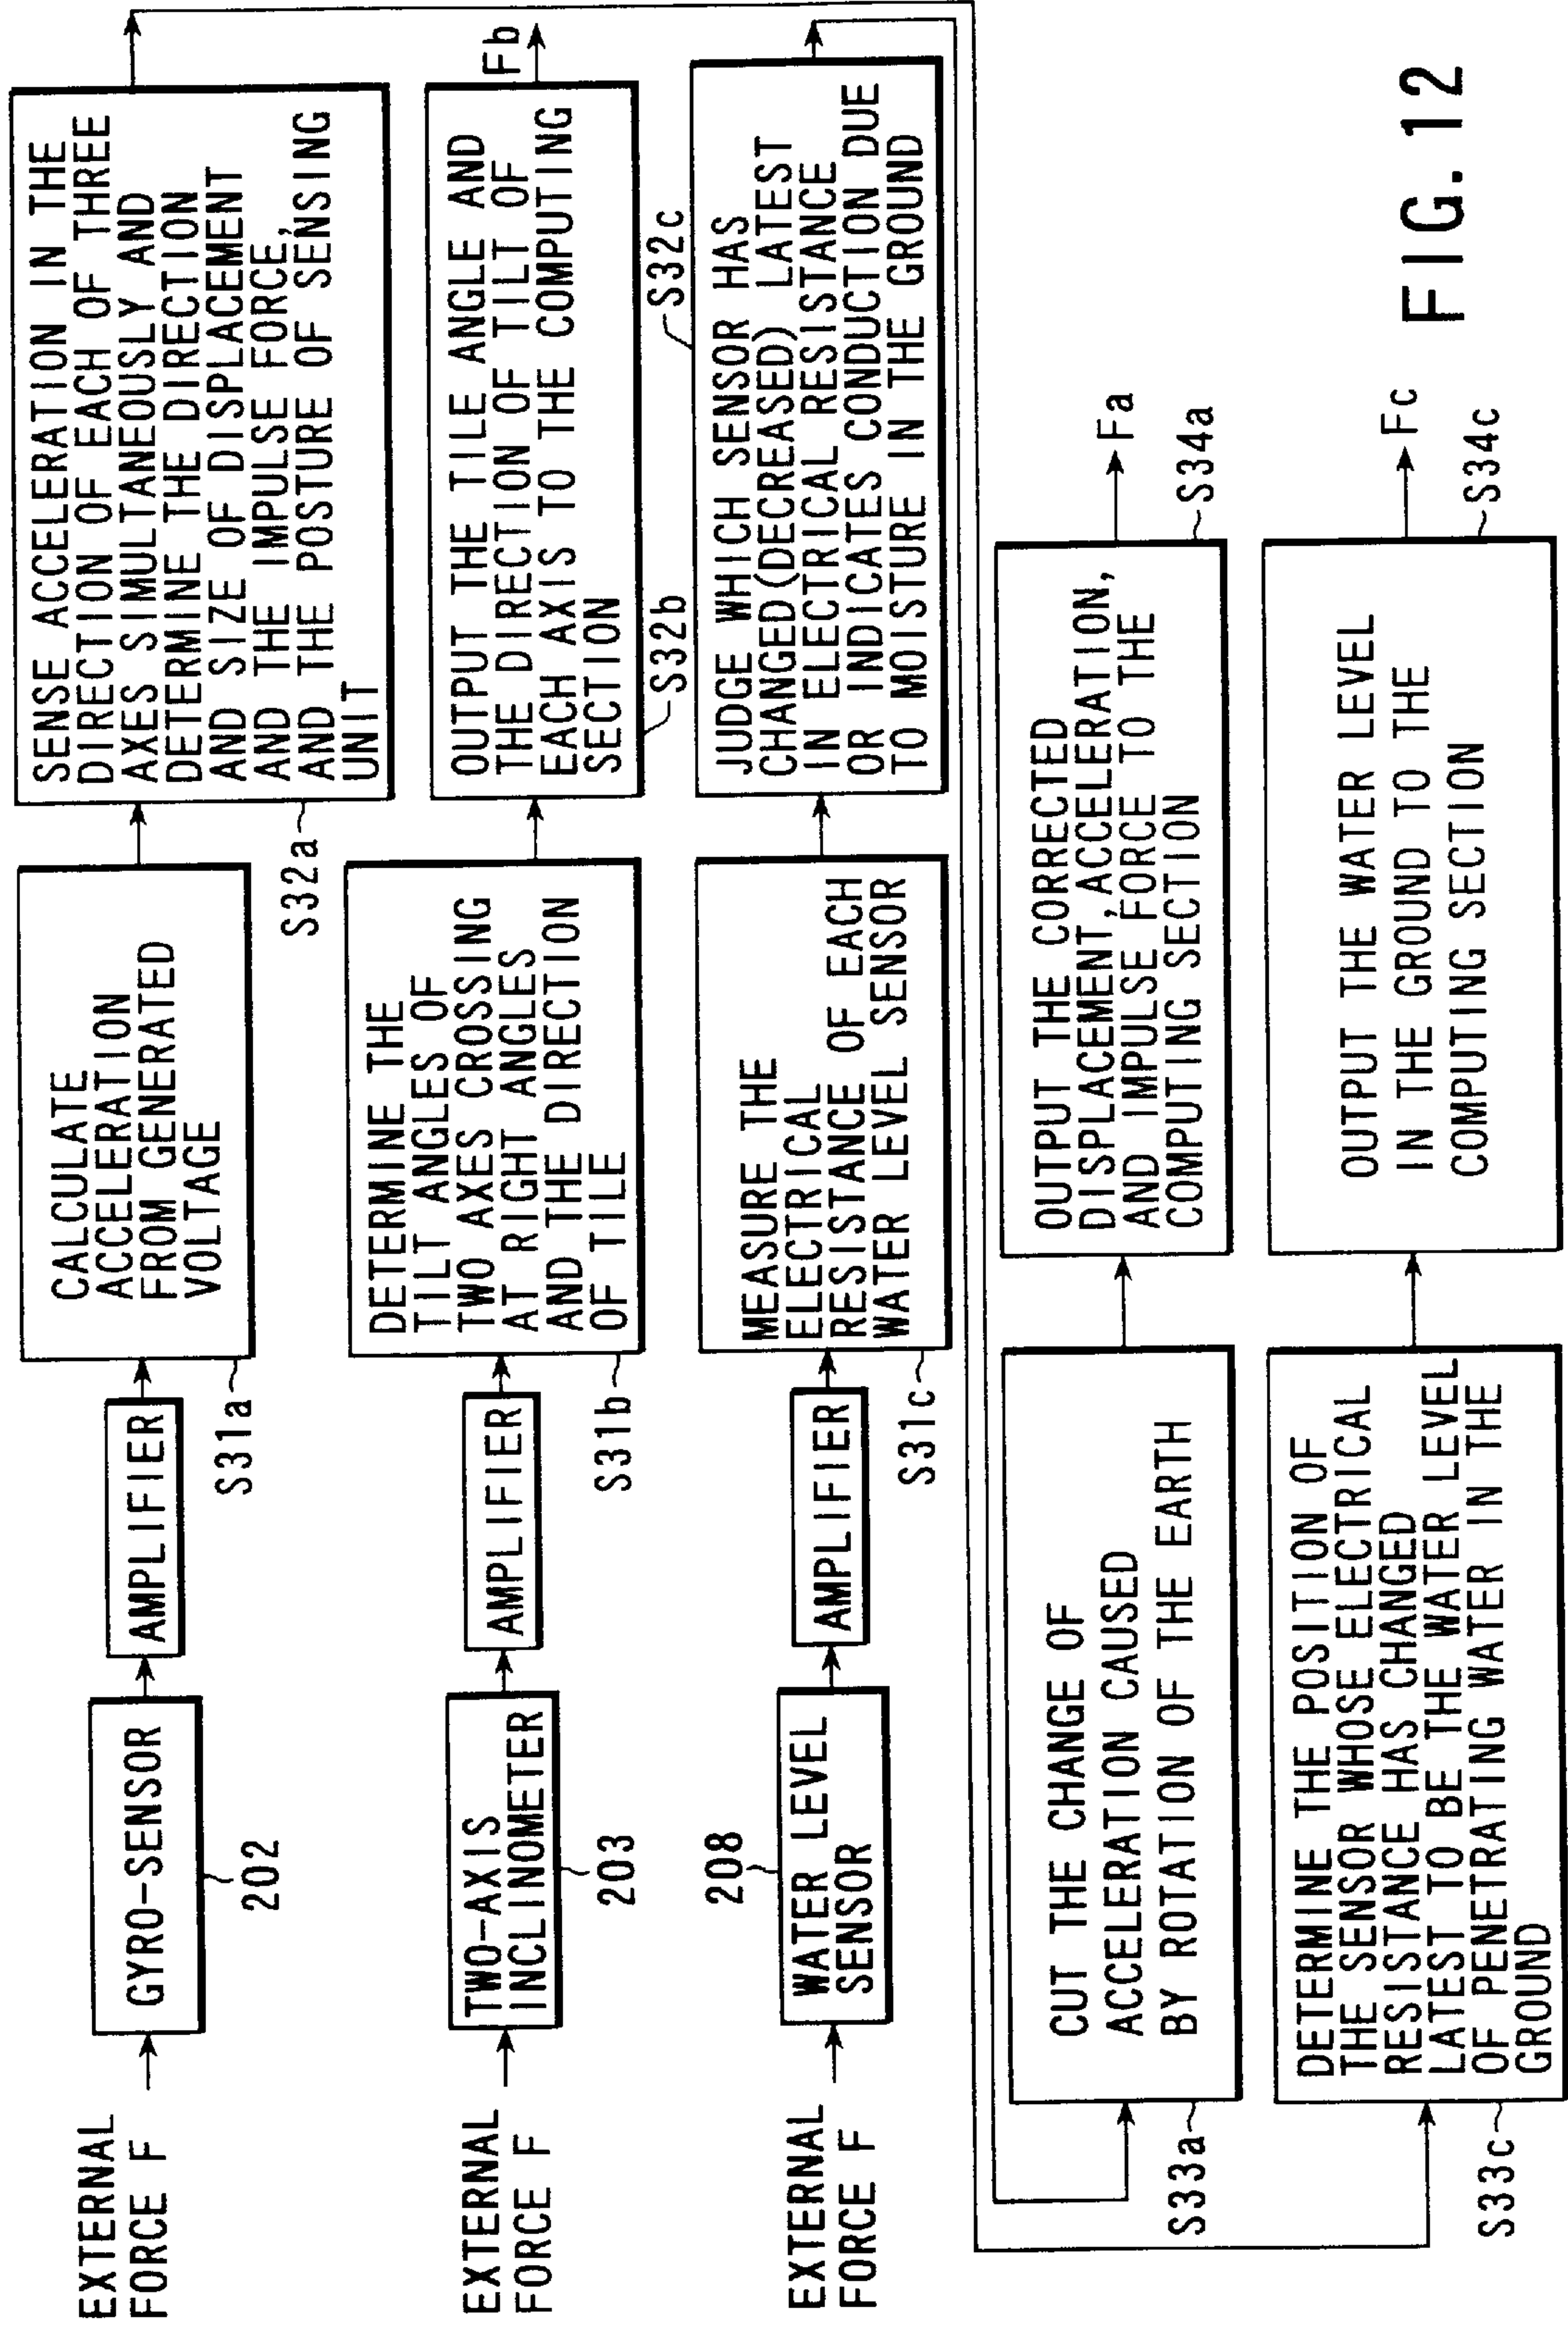 EXTERNAL
FORCE F
GYRO-SENSOR
202
AMPLIFIER
CALCULATE
ACCELERATION
FROM GENERATED
VOLTAGE
S31a
SENSE ACCELERATION IN THE
DIRECTION OF EACH OF THREE
AXES SIMULTANEOUSLY AND
DETERMINE THE DIRECTION
AND SIZE OF DISPLACEMENT
AND THE IMPULSE FORCE,
AND THE POSTURE OF SENSING
UNIT
S32a
EXTERNAL
FORCE F
TWO-AXIS
INCLINOMETER
203
AMPLIFIER
DETERMINE THE
TILT ANGLES OF
TWO AXES CROSSING
AT RIGHT ANGLES
AND THE DIRECTION
OF TILE
S31b
OUTPUT THE TILE ANGLE AND
THE DIRECTION OF TILT OF
EACH AXIS TO THE COMPUTING
SECTION
S32b
Fb
EXTERNAL
FORCE F
208
WATER LEVEL
SENSOR
AMPLIFIER
MEASURE THE
ELECTRICAL
RESISTANCE OF EACH
WATER LEVEL SENSOR
S31c
S32c
JUDGE WHICH SENSOR HAS
CHANGED(DECREASED) LATEST
IN ELECTRICAL RESISTANCE
OR INDICATES CONDUCTION DUE
TO MOISTURE IN THE GROUND
CUT THE CHANGE OF
ACCELERATION CAUSED
BY ROTATION OF THE EARTH
S33a
OUTPUT THE CORRECTED
DISPLACEMENT,ACCELERATION,
AND IMPULSE FORCE TO THE
COMPUTING SECTION
Fa
S34a
DETERMINE THE POSITION OF
THE SENSOR WHOSE ELECTRICAL
RESISTANCE HAS CHANGED
LATEST TO BE THE WATER LEVEL
OF PENETRATING WATER IN THE
GROUND
S33c
OUTPUT THE WATER LEVEL
IN THE GROUND TO THE
COMPUTING SECTION
Fc
S34c
FIG. 12